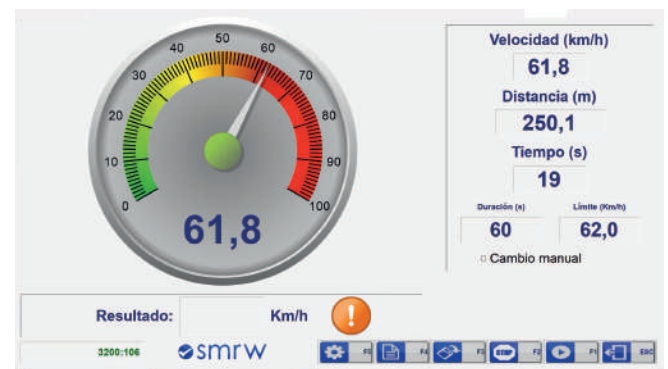 0
10
20
30
40
50
60
70
80
90
100
61,8
Velocidad (km/h)
61,8
Distancia (m)
250,1
Tiempo (s)
19
Duración (s) Límite (Km/h)
60 62,0
Cambio manual
Resultado: Km/h
3200:106 smrw F5 F4 F3 STOP F2 F1 ESC